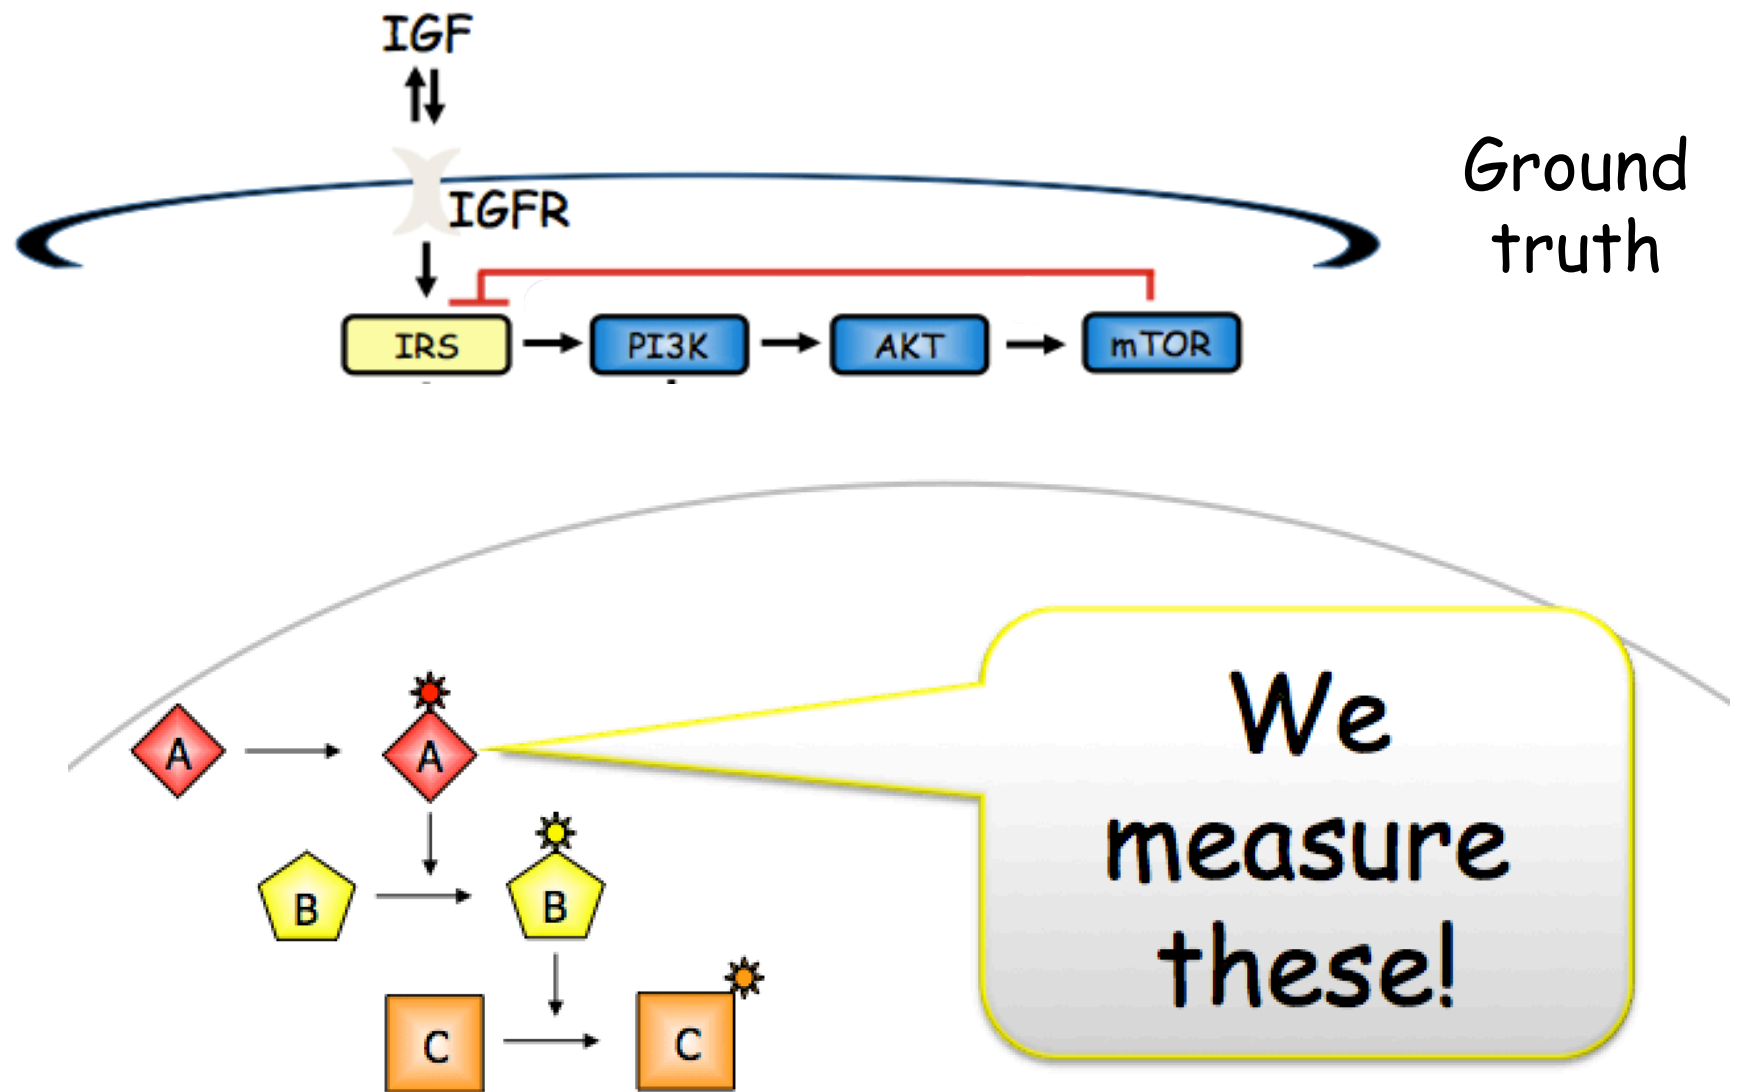 IGF
Ground
truth
IGFR
IRS
PI3K
AKT
mTOR
A
A
B
B
C
C
We
measure
these!